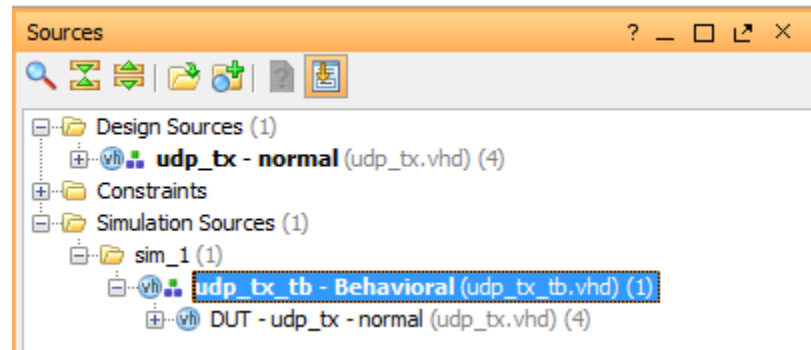 Sources ? _
Design Sources (1)
udp_tx - normal (udp_tx.vhd) (4)
Constraints
Simulation Sources (1)
sim_1 (1)
udp_tx_tb - Behavioral (udp_tx_tb.vhd) (1)
DUT - udp_tx - normal (udp_tx.vhd) (4)